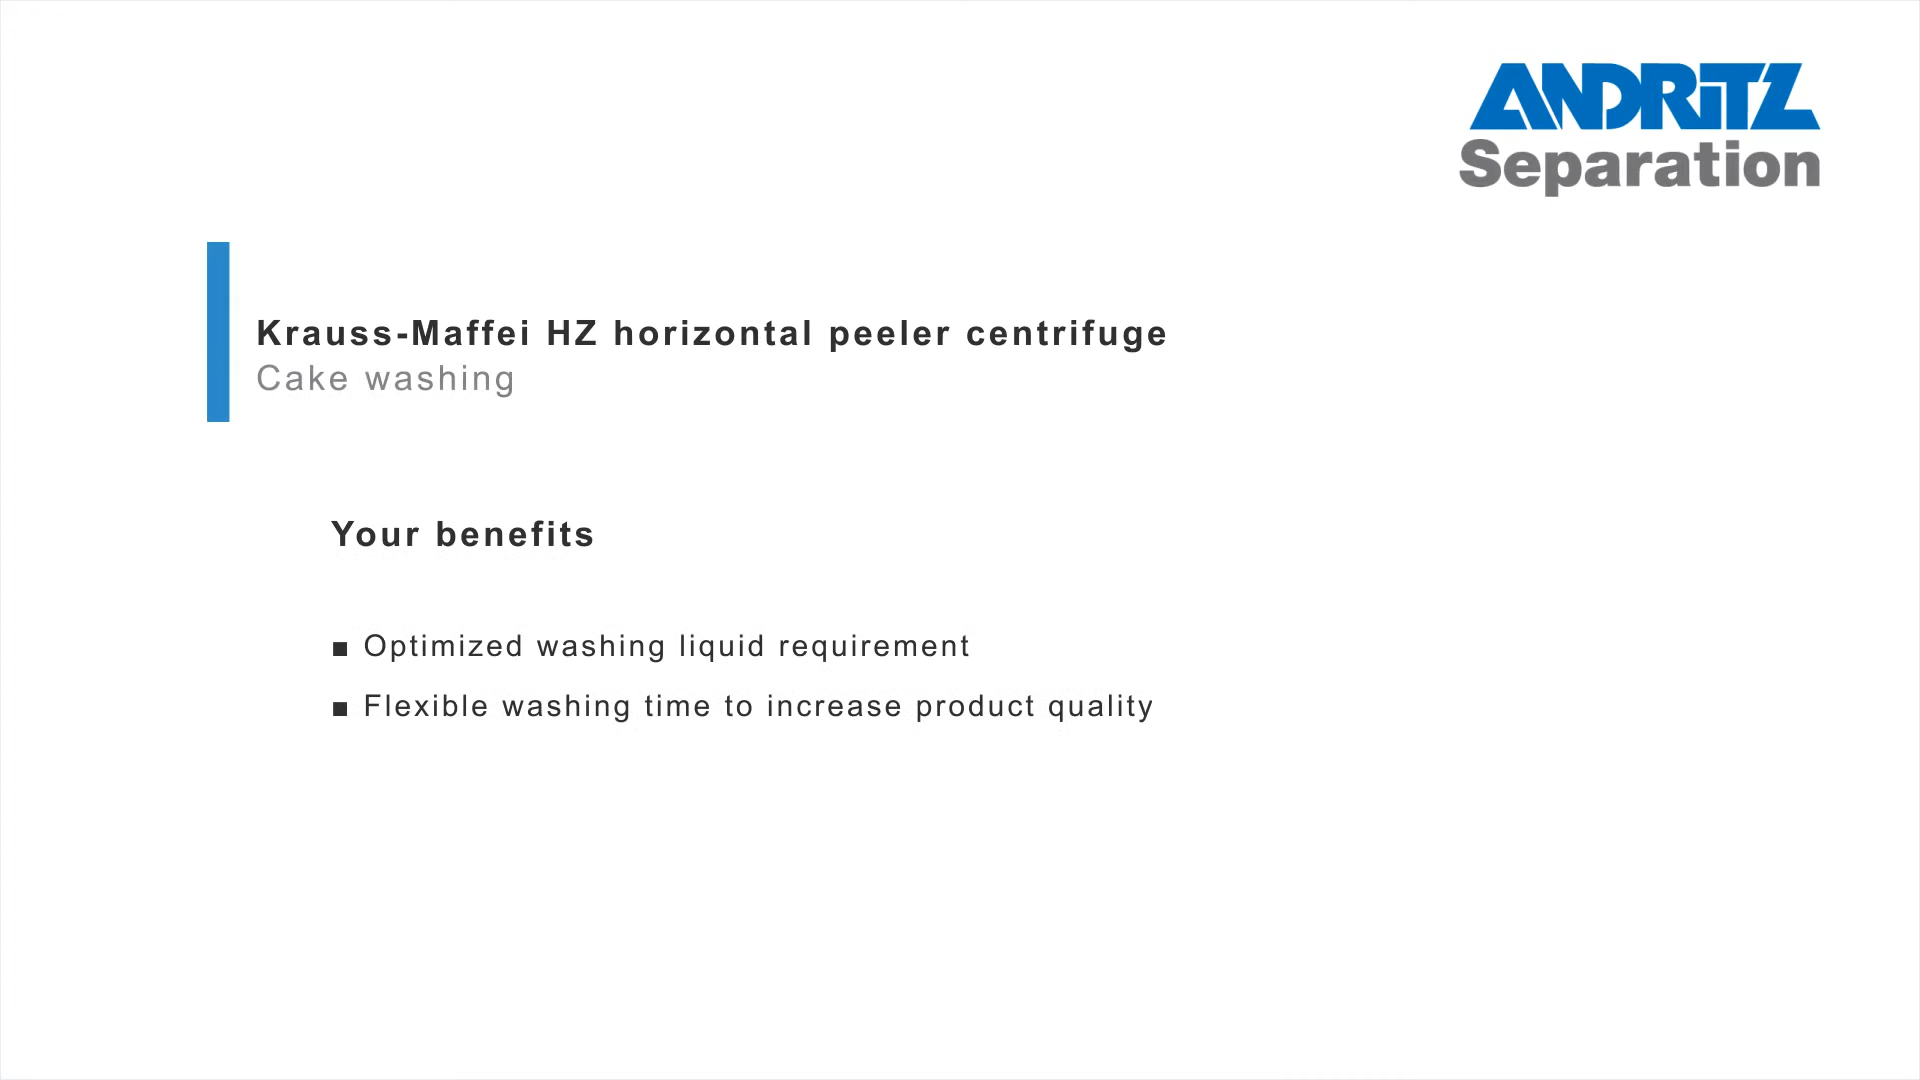 ANDRITZ
Separation
Krauss-Maffei HZ horizontal peeler centrifuge
Cake washing
Your benefits
■ Optimized washing liquid requirement
■ Flexible washing time to increase product quality